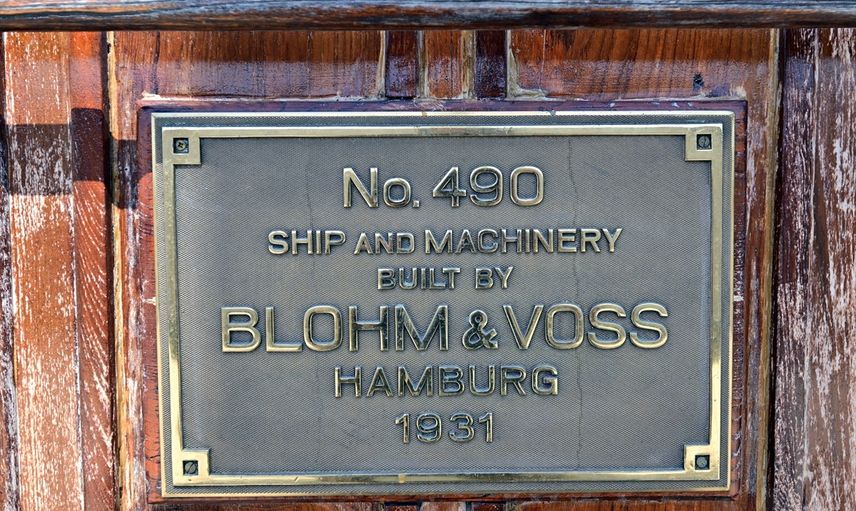 No. 490
SHIP AND MACHINERY
BUILT BY
BLOHM & VOSS
HAMBURG
1931